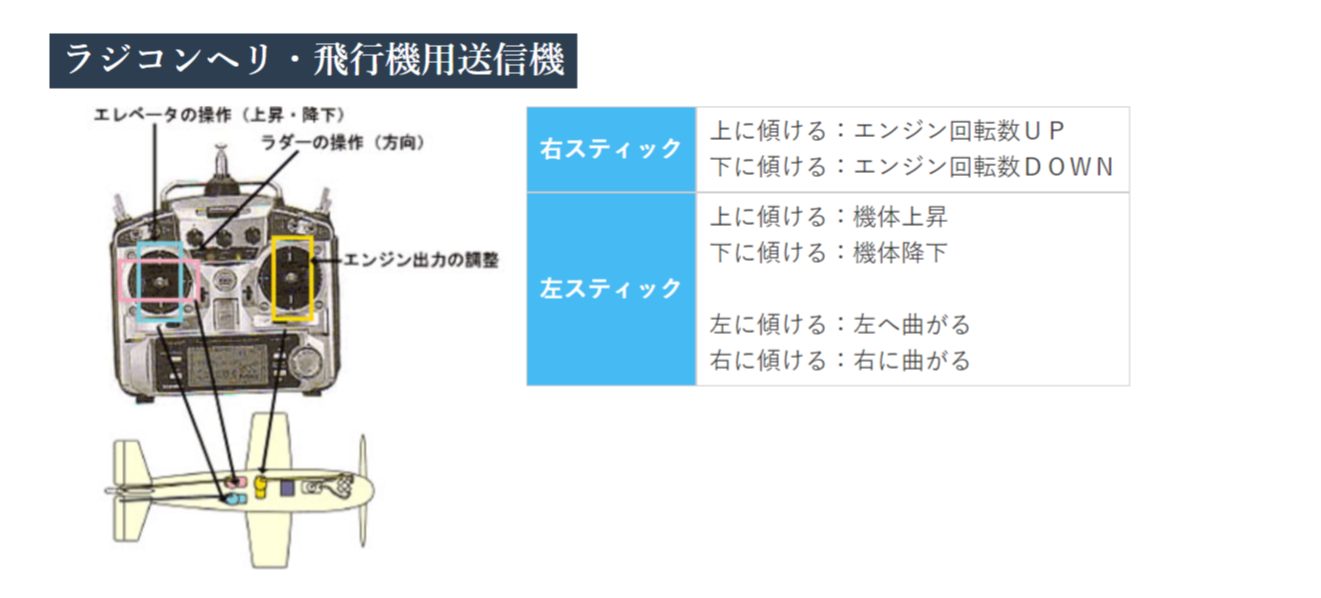 ラジコンヘリ・飛行機用送信機
エレベータの操作（上昇・降下）
ラダーの操作（方向）
エンジン出力の調整
右スティック
上に傾ける：エンジン回転数ＵＰ
下に傾ける：エンジン回転数ＤＯＷＮ
左スティック
上に傾ける：機体上昇
下に傾ける：機体降下
左に傾ける：左へ曲がる
右に傾ける：右に曲がる